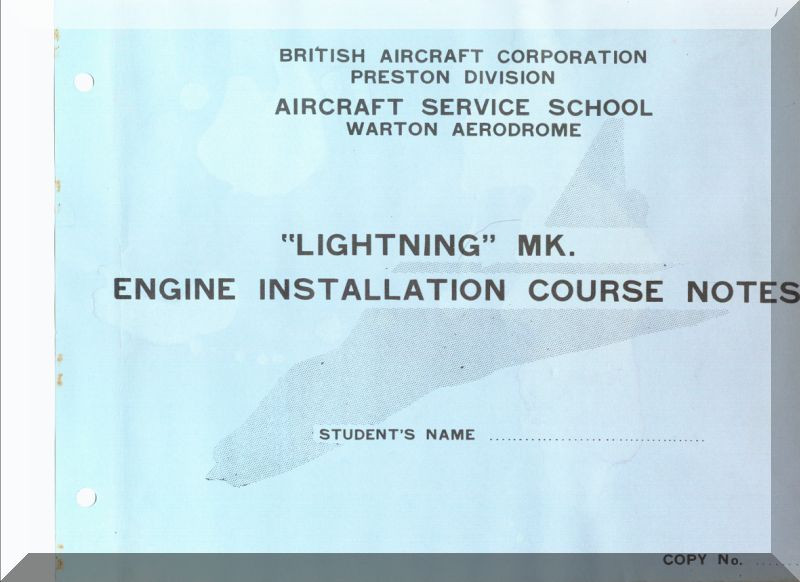 BRITISH AIRCRAFT CORPORATION
PRESTON DIVISION
AIRCRAFT SERVICE SCHOOL
WARTON AERODROME
"LIGHTNING" MK.
ENGINE INSTALLATION COURSE NOTES
STUDENT'S NAME ........................................
COPY No. ......